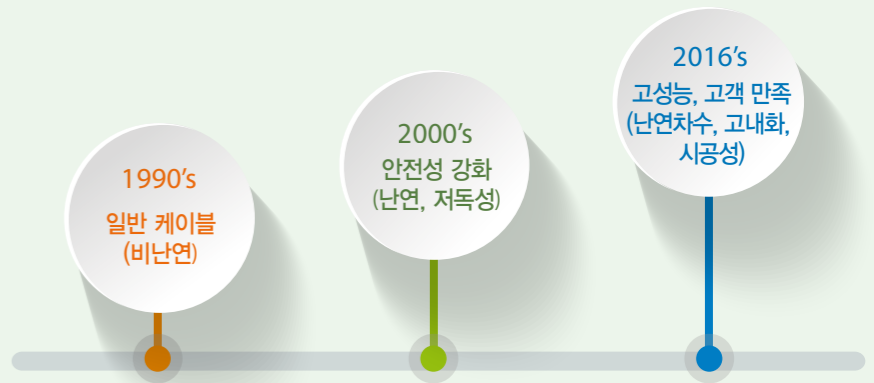 1990's
일반 케이블
(비난연)
2000's
안전성 강화
(난연, 저독성)
2016's
고성능, 고객 만족
(난연차수, 고내화,
시공성)